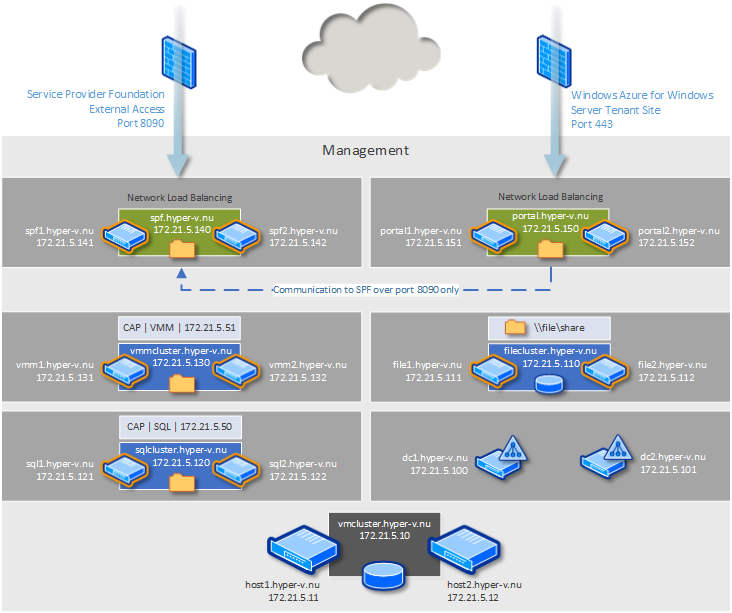 Service Provider Foundation
External Access
Port 8090
Windows Azure for Windows
Server Tenant Site
Port 443
Management
Network Load Balancing
spf.hyper-v.nu
172.21.5.140
spf1.hyper-v.nu
172.21.5.141
spf2.hyper-v.nu
172.21.5.142
Network Load Balancing
portal.hyper-v.nu
172.21.5.150
portal1.hyper-v.nu
172.21.5.151
portal2.hyper-v.nu
172.21.5.152
Communication to SPF over port 8090 only
CAP | VMM | 172.21.5.51
vmmcluster.hyper-v.nu
172.21.5.130
vmm1.hyper-v.nu
172.21.5.131
vmm2.hyper-v.nu
172.21.5.132
\\file\share
filecluster.hyper-v.nu
172.21.5.110
file1.hyper-v.nu
172.21.5.111
file2.hyper-v.nu
172.21.5.112
CAP | SQL | 172.21.5.50
sqlcluster.hyper-v.nu
172.21.5.120
sql1.hyper-v.nu
172.21.5.121
sql2.hyper-v.nu
172.21.5.122
dc1.hyper-v.nu
172.21.5.100
dc2.hyper-v.nu
172.21.5.101
vmcluster.hyper-v.nu
172.21.5.10
host1.hyper-v.nu
172.21.5.11
host2.hyper-v.nu
172.21.5.12